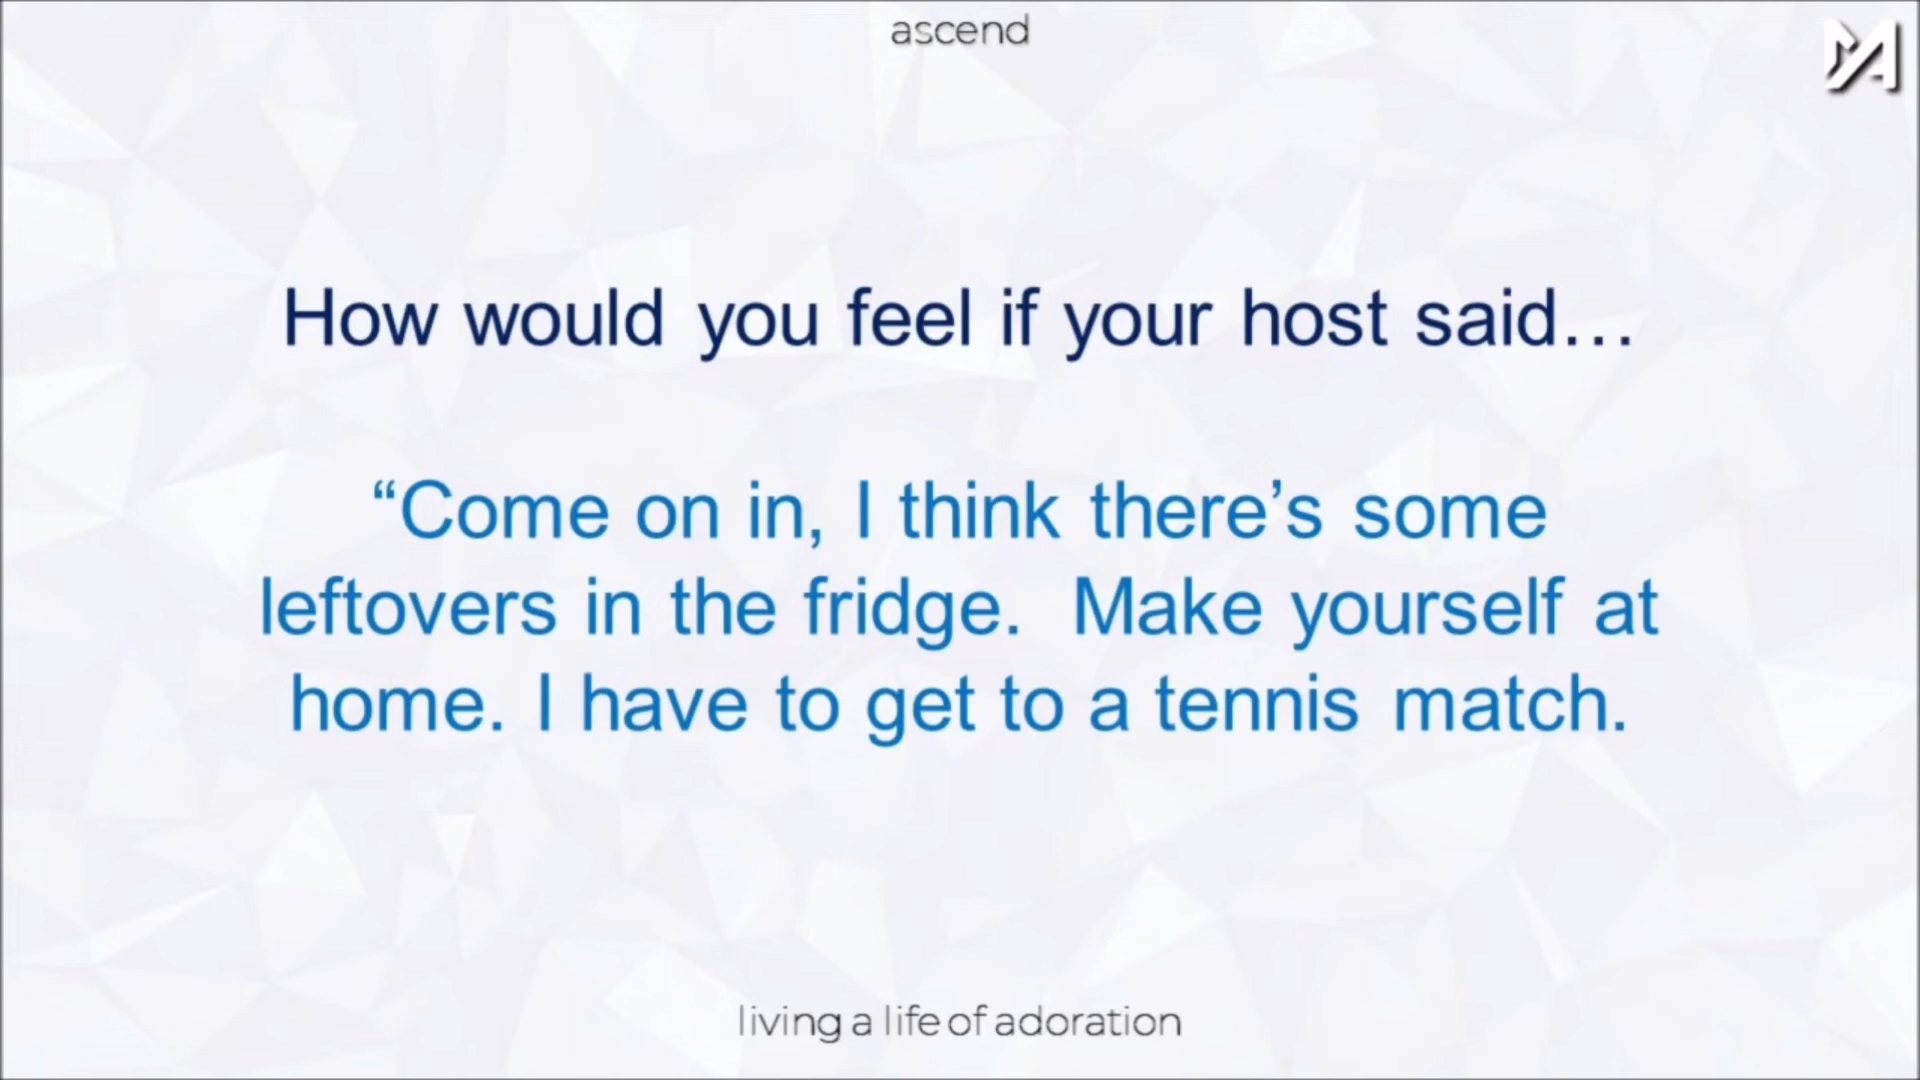 ascend
MA
How would you feel if your host said…
“Come on in, I think there’s some
leftovers in the fridge.  Make yourself at
home. I have to get to a tennis match.
living a life of adoration